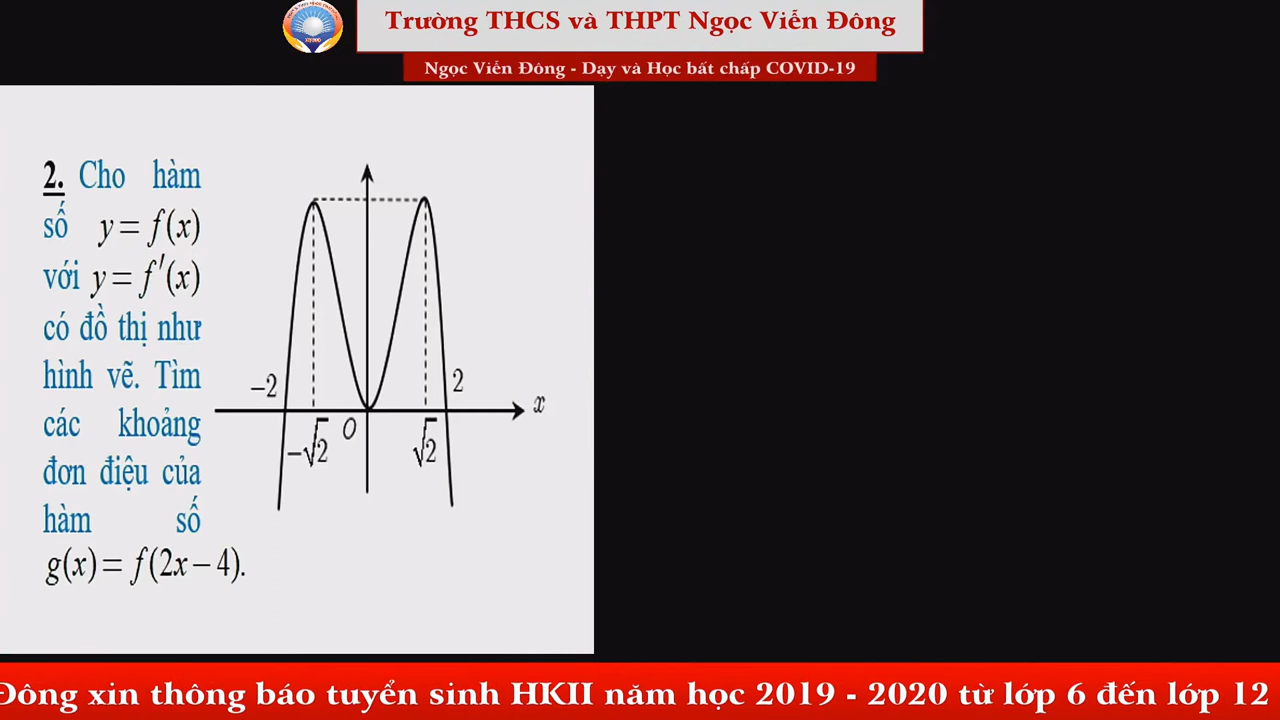 Trường THCS và THPT Ngọc Viễn Đông
Ngọc Viễn Đông - Dạy và Học bất chấp COVID-19
2. Cho hàm
số y = f(x)
với y = f'(x)
có đồ thị như
hình vẽ. Tìm
các khoảng
đơn điệu của
hàm số
g(x) = f(2x - 4).
-2
2
x
O
-√2
√2
Đông xin thông báo tuyển sinh HKII năm học 2019 - 2020 từ lớp 6 đến lớp 12